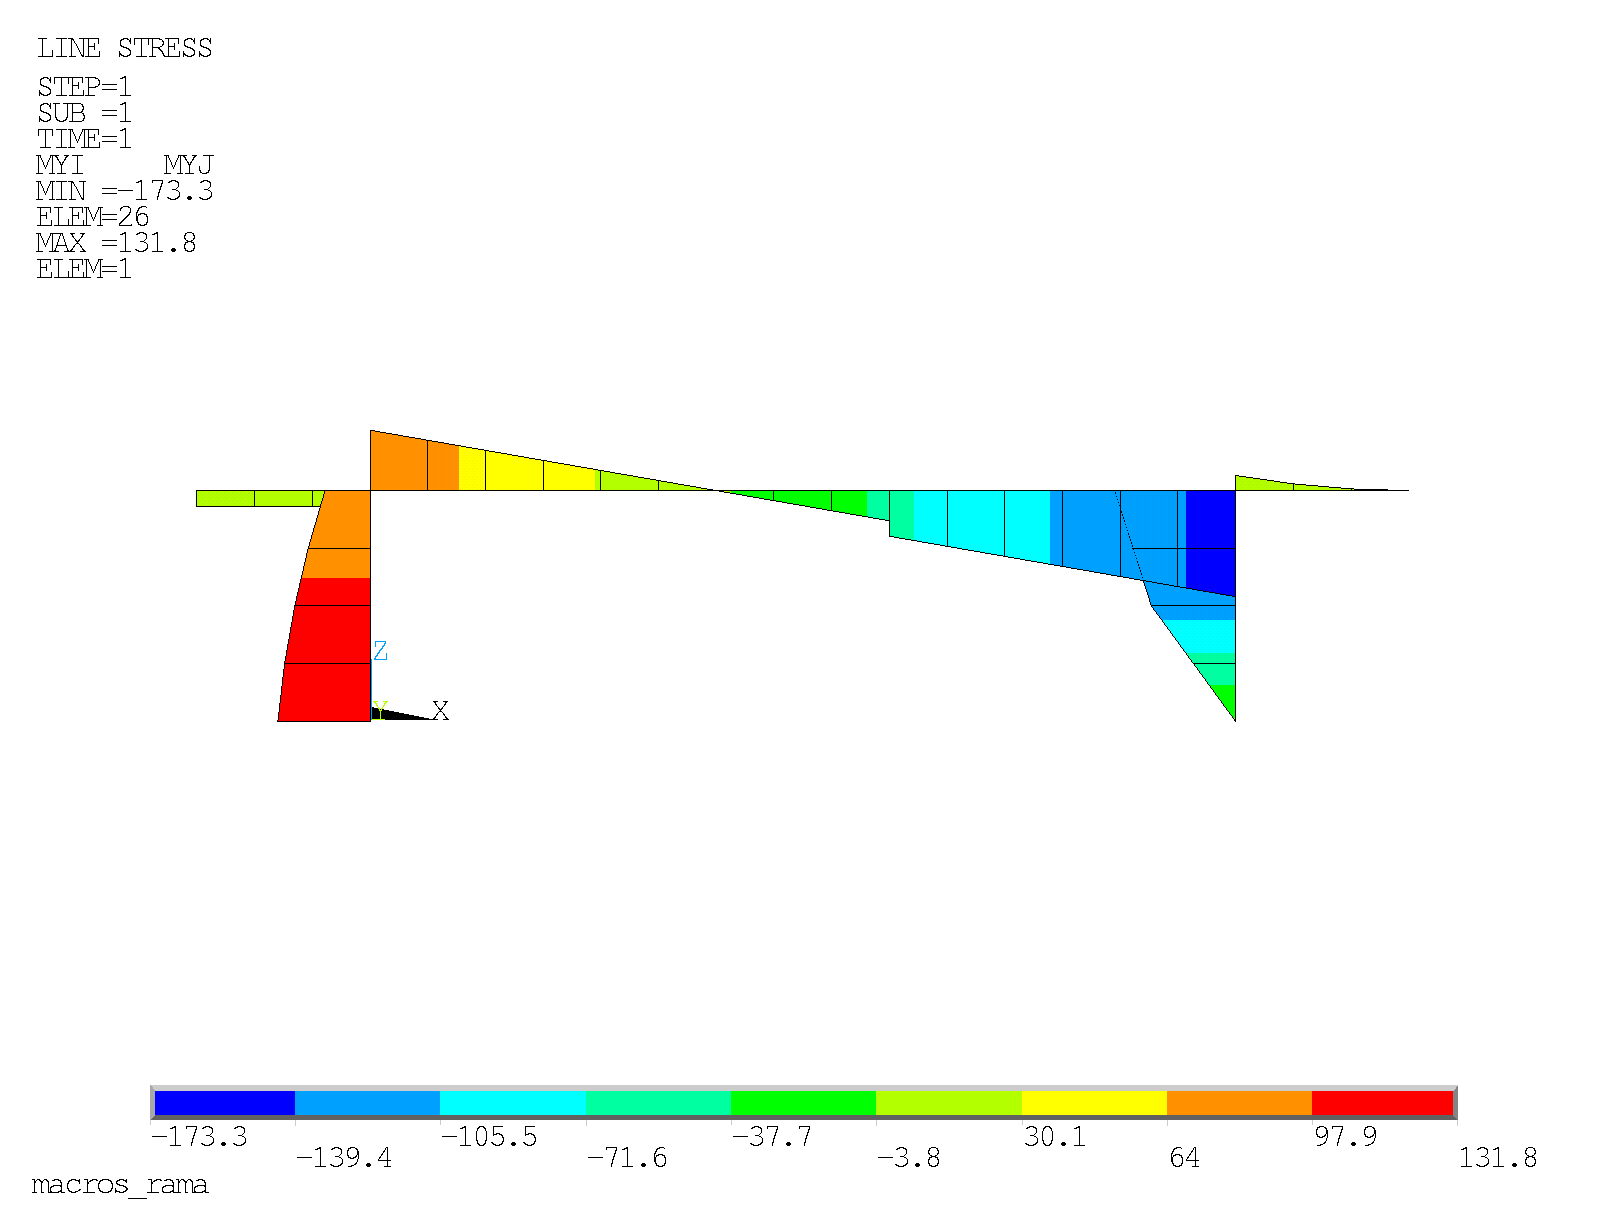 LINE STRESS
STEP=1
SUB =1
TIME=1
MYI     MYJ
MIN =-173.3
ELEM=26
MAX =131.8
ELEM=1
Z
Y
X
-173.3
-139.4
-105.5
-71.6
-37.7
-3.8
30.1
64
97.9
131.8
macros_rama